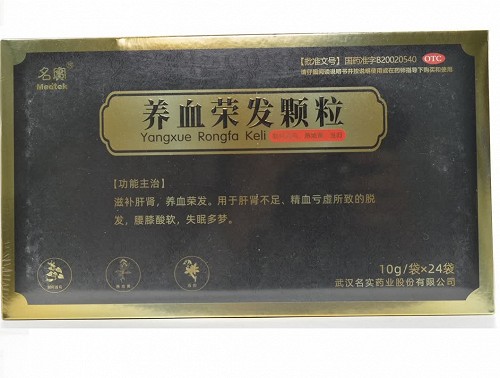 【批准文号】国药准字B20020540
OTC
请仔细阅读说明书并按说明使用或在药师指导下购买和使用
名實®
Medtek
养血荣发颗粒
Yangxue Rongfa Keli
【功能主治】
滋补肝肾，养血荣发。用于肝肾不足、精血亏虚所致的脱
发，腰膝酸软，失眠多梦。
10g/袋×24袋
武汉名实药业股份有限公司